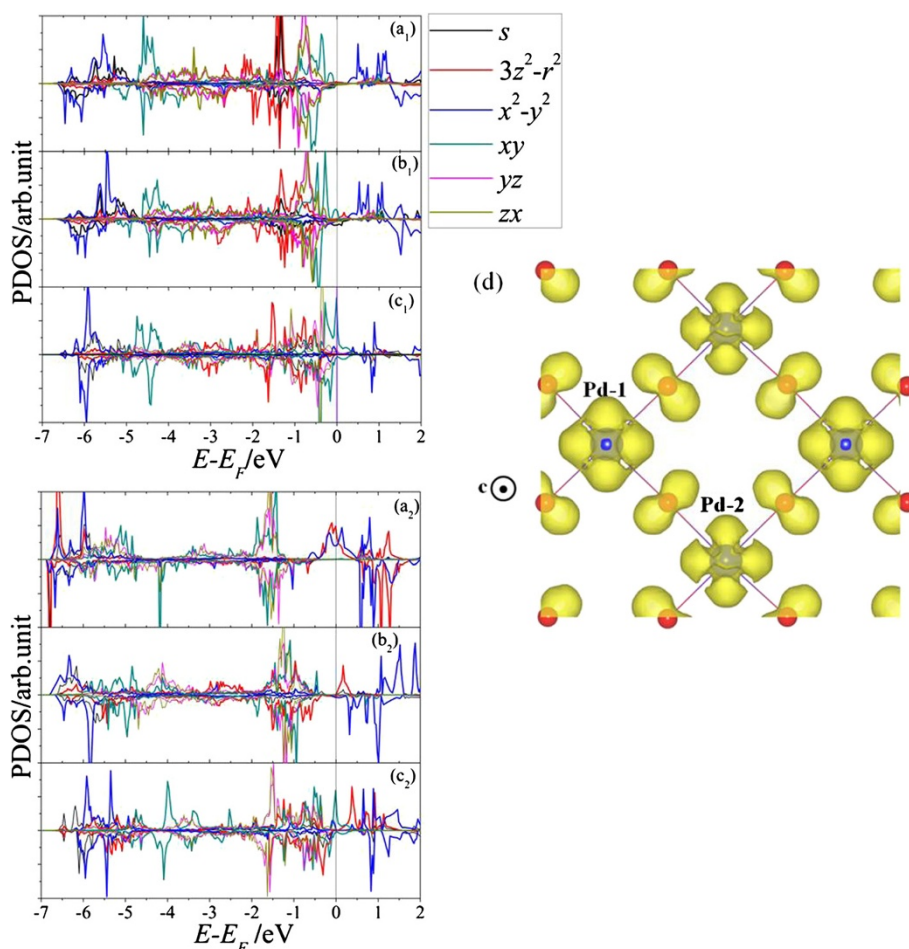 PDOS/arb.unit
(a₁)
(b₁)
(c₁)
-7 -6 -5 -4 -3 -2 -1 0 1 2
E-E_F/eV
s
3z²-r²
x²-y²
xy
yz
zx
PDOS/arb.unit
(a₂)
(b₂)
(c₂)
-7 -6 -5 -4 -3 -2 -1 0 1 2
E-E_F/eV
(d)
Pd-1
c
Pd-2